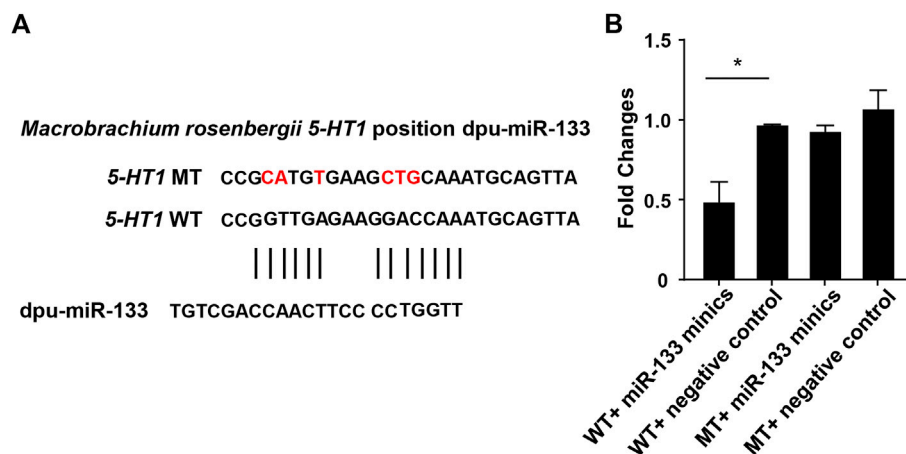 A
Macrobrachium rosenbergii 5-HT1 position dpu-miR-133
5-HT1 MT CCGCATGTGAAGCTGCAAATGCAGTTA
5-HT1 WT CCGGTTGAGAAGGACCAAATGCAGTTA
dpu-miR-133 TGTCGACCAACTTCC CCTGGTT
B
Fold Changes
1.5
1.0
0.5
0
*
WT+ miR-133 minics
WT+ negative control
MT+ miR-133 minics
MT+ negative control